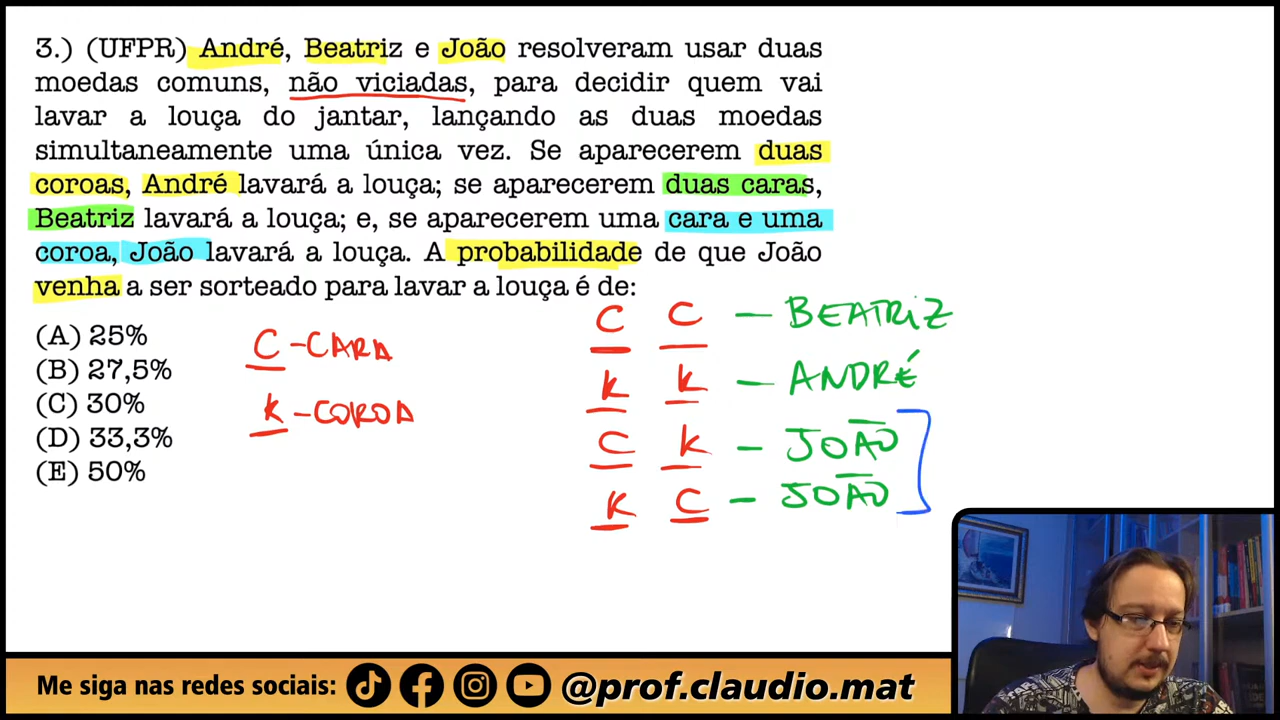 3.) (UFPR) André, Beatriz e João resolveram usar duas
moedas comuns, não viciadas, para decidir quem vai
lavar a louça do jantar, lançando as duas moedas
simultaneamente uma única vez. Se aparecerem duas
coroas, André lavará a louça; se aparecerem duas caras,
Beatriz lavará a louça; e, se aparecerem uma cara e uma
coroa, João lavará a louça. A probabilidade de que João
venha a ser sorteado para lavar a louça é de:
(A) 25%
(B) 27,5%
(C) 30%
(D) 33,3%
(E) 50%
C - CARA
K - COROA
C C - BEATRIZ
K K - ANDRÉ
C K - JOÃO
K C - JOÃO
Me siga nas redes sociais: @prof.claudio.mat